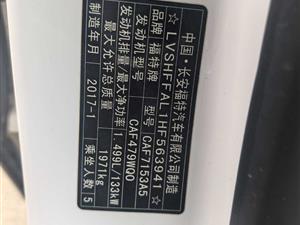 中国·长安福特汽车有限公司制造
☆LVSHFFAL1HF563941☆
品牌 福特牌 型号 CAF7153A5
发动机型号 CAF479WQ0
发动机排量/最大净功率 1.499L/133kW
最大允许总质量 1971kg
制造年月 2017-1 乘坐人数 5